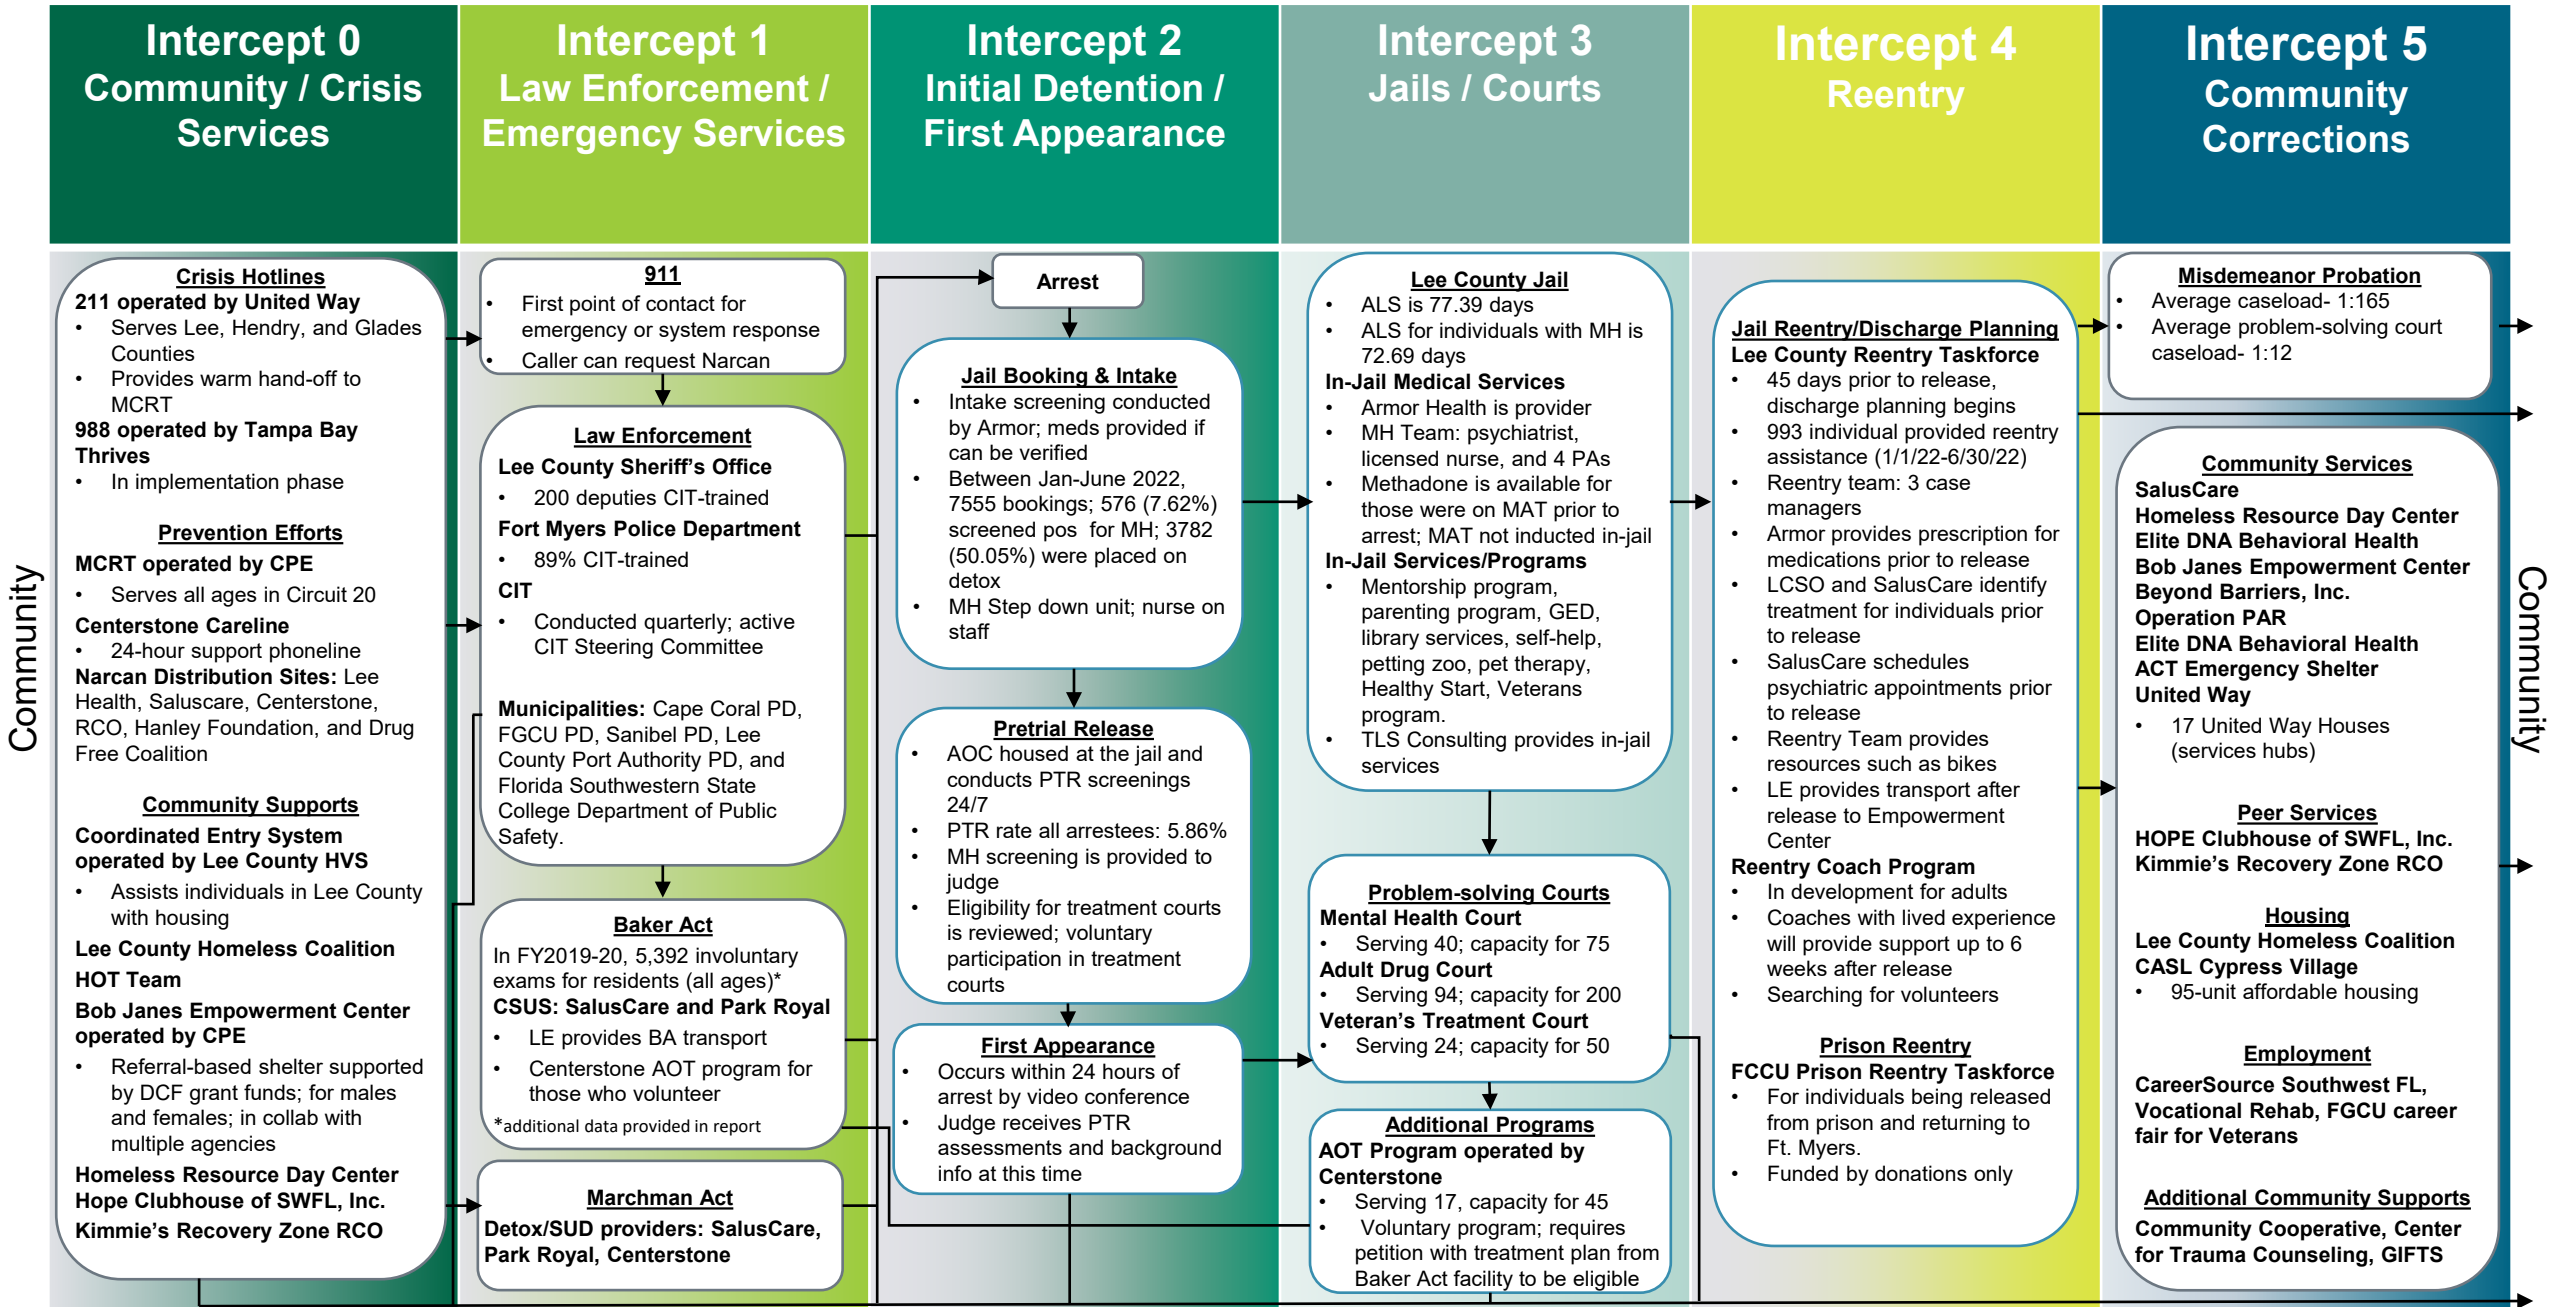 Intercept 0
Community / Crisis
Services
Intercept 1
Law Enforcement /
Emergency Services
Intercept 2
Initial Detention /
First Appearance
Intercept 3
Jails / Courts
Intercept 4
Reentry
Intercept 5
Community
Corrections
Community
Crisis Hotlines
211 operated by United Way
• Serves Lee, Hendry, and Glades
Counties
• Provides warm hand-off to
MCRT
988 operated by Tampa Bay
Thrives
• In implementation phase
Prevention Efforts
MCRT operated by CPE
• Serves all ages in Circuit 20
Centerstone Careline
• 24-hour support phoneline
Narcan Distribution Sites: Lee
Health, Saluscare, Centerstone,
RCO, Hanley Foundation, and Drug
Free Coalition
Community Supports
Coordinated Entry System
operated by Lee County HVS
• Assists individuals in Lee County
with housing
Lee County Homeless Coalition
HOT Team
Bob Janes Empowerment Center
operated by CPE
• Referral-based shelter supported
by DCF grant funds; for males
and females; in collab with
multiple agencies
Homeless Resource Day Center
Hope Clubhouse of SWFL, Inc.
Kimmie's Recovery Zone RCO
911
• First point of contact for
emergency or system response
• Caller can request Narcan
Law Enforcement
Lee County Sheriff's Office
• 200 deputies CIT-trained
Fort Myers Police Department
• 89% CIT-trained
CIT
• Conducted quarterly; active
CIT Steering Committee
Municipalities: Cape Coral PD,
FGCU PD, Sanibel PD, Lee
County Port Authority PD, and
Florida Southwestern State
College Department of Public
Safety.
Baker Act
In FY2019-20, 5,392 involuntary
exams for residents (all ages)*
CSUS: SalusCare and Park Royal
• LE provides BA transport
• Centerstone AOT program for
those who volunteer
*additional data provided in report
Marchman Act
Detox/SUD providers: SalusCare,
Park Royal, Centerstone
Arrest
Jail Booking & Intake
• Intake screening conducted
by Armor; meds provided if
can be verified
• Between Jan-June 2022,
7555 bookings; 576 (7.62%)
screened pos for MH; 3782
(50.05%) were placed on
detox
• MH Step down unit; nurse on
staff
Pretrial Release
• AOC housed at the jail and
conducts PTR screenings
24/7
• PTR rate all arrestees: 5.86%
• MH screening is provided to
judge
• Eligibility for treatment courts
is reviewed; voluntary
participation in treatment
courts
First Appearance
• Occurs within 24 hours of
arrest by video conference
• Judge receives PTR
assessments and background
info at this time
Lee County Jail
• ALS is 77.39 days
• ALS for individuals with MH is
72.69 days
In-Jail Medical Services
• Armor Health is provider
• MH Team: psychiatrist,
licensed nurse, and 4 PAs
• Methadone is available for
those were on MAT prior to
arrest; MAT not inducted in-jail
In-Jail Services/Programs
• Mentorship program,
parenting program, GED,
library services, self-help,
petting zoo, pet therapy,
Healthy Start, Veterans
program.
• TLS Consulting provides in-jail
services
Problem-solving Courts
Mental Health Court
• Serving 40; capacity for 75
Adult Drug Court
• Serving 94; capacity for 200
Veteran's Treatment Court
• Serving 24; capacity for 50
Additional Programs
AOT Program operated by
Centerstone
• Serving 17, capacity for 45
• Voluntary program; requires
petition with treatment plan from
Baker Act facility to be eligible
Jail Reentry/Discharge Planning
Lee County Reentry Taskforce
• 45 days prior to release,
discharge planning begins
• 993 individual provided reentry
assistance (1/1/22-6/30/22)
• Reentry team: 3 case
managers
• Armor provides prescription for
medications prior to release
• LCSO and SalusCare identify
treatment for individuals prior
to release
• SalusCare schedules
psychiatric appointments prior
to release
• Reentry Team provides
resources such as bikes
• LE provides transport after
release to Empowerment
Center
Reentry Coach Program
• In development for adults
• Coaches with lived experience
will provide support up to 6
weeks after release
• Searching for volunteers
Prison Reentry
FCCU Prison Reentry Taskforce
• For individuals being released
from prison and returning to
Ft. Myers.
• Funded by donations only
Misdemeanor Probation
• Average caseload- 1:165
• Average problem-solving court
caseload- 1:12
Community Services
SalusCare
Homeless Resource Day Center
Elite DNA Behavioral Health
Bob Janes Empowerment Center
Beyond Barriers, Inc.
Operation PAR
Elite DNA Behavioral Health
ACT Emergency Shelter
United Way
• 17 United Way Houses
(services hubs)
Peer Services
HOPE Clubhouse of SWFL, Inc.
Kimmie's Recovery Zone RCO
Housing
Lee County Homeless Coalition
CASL Cypress Village
• 95-unit affordable housing
Employment
CareerSource Southwest FL,
Vocational Rehab, FGCU career
fair for Veterans
Additional Community Supports
Community Cooperative, Center
for Trauma Counseling, GIFTS
Community